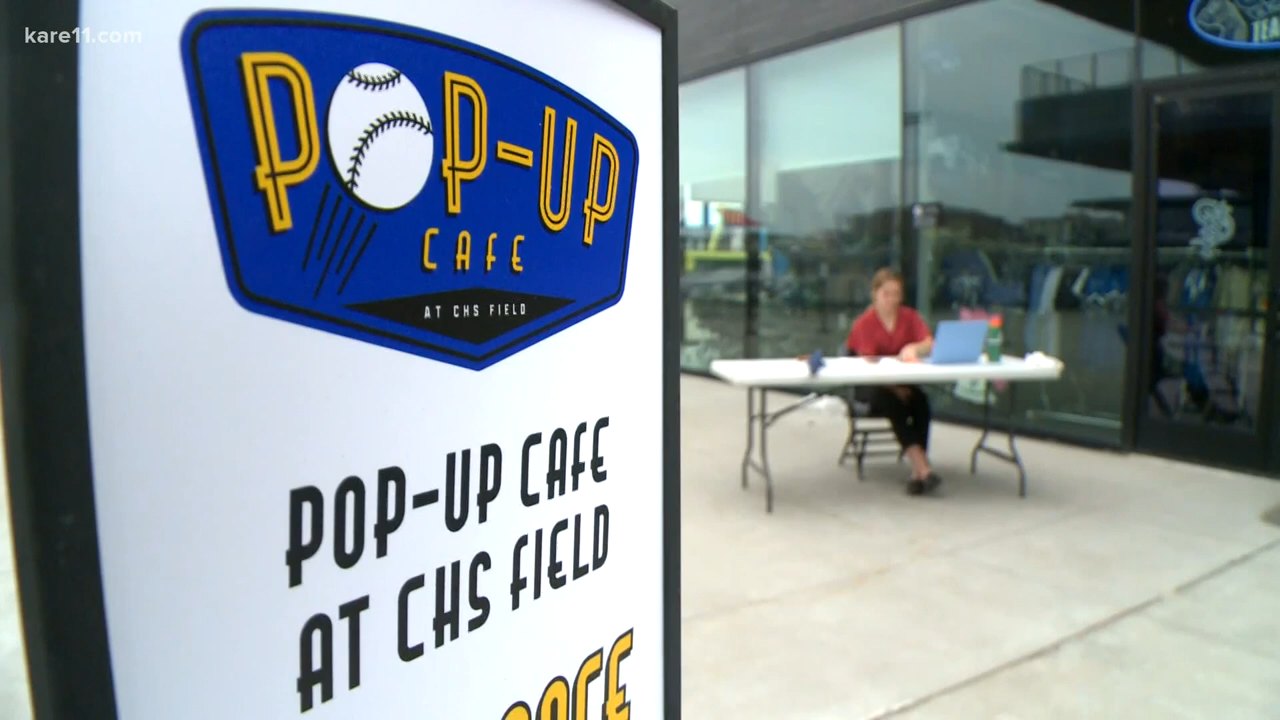 kare11.com
POP-UP
CAFE
AT CHS FIELD
POP-UP CAFE
AT CHS FIELD